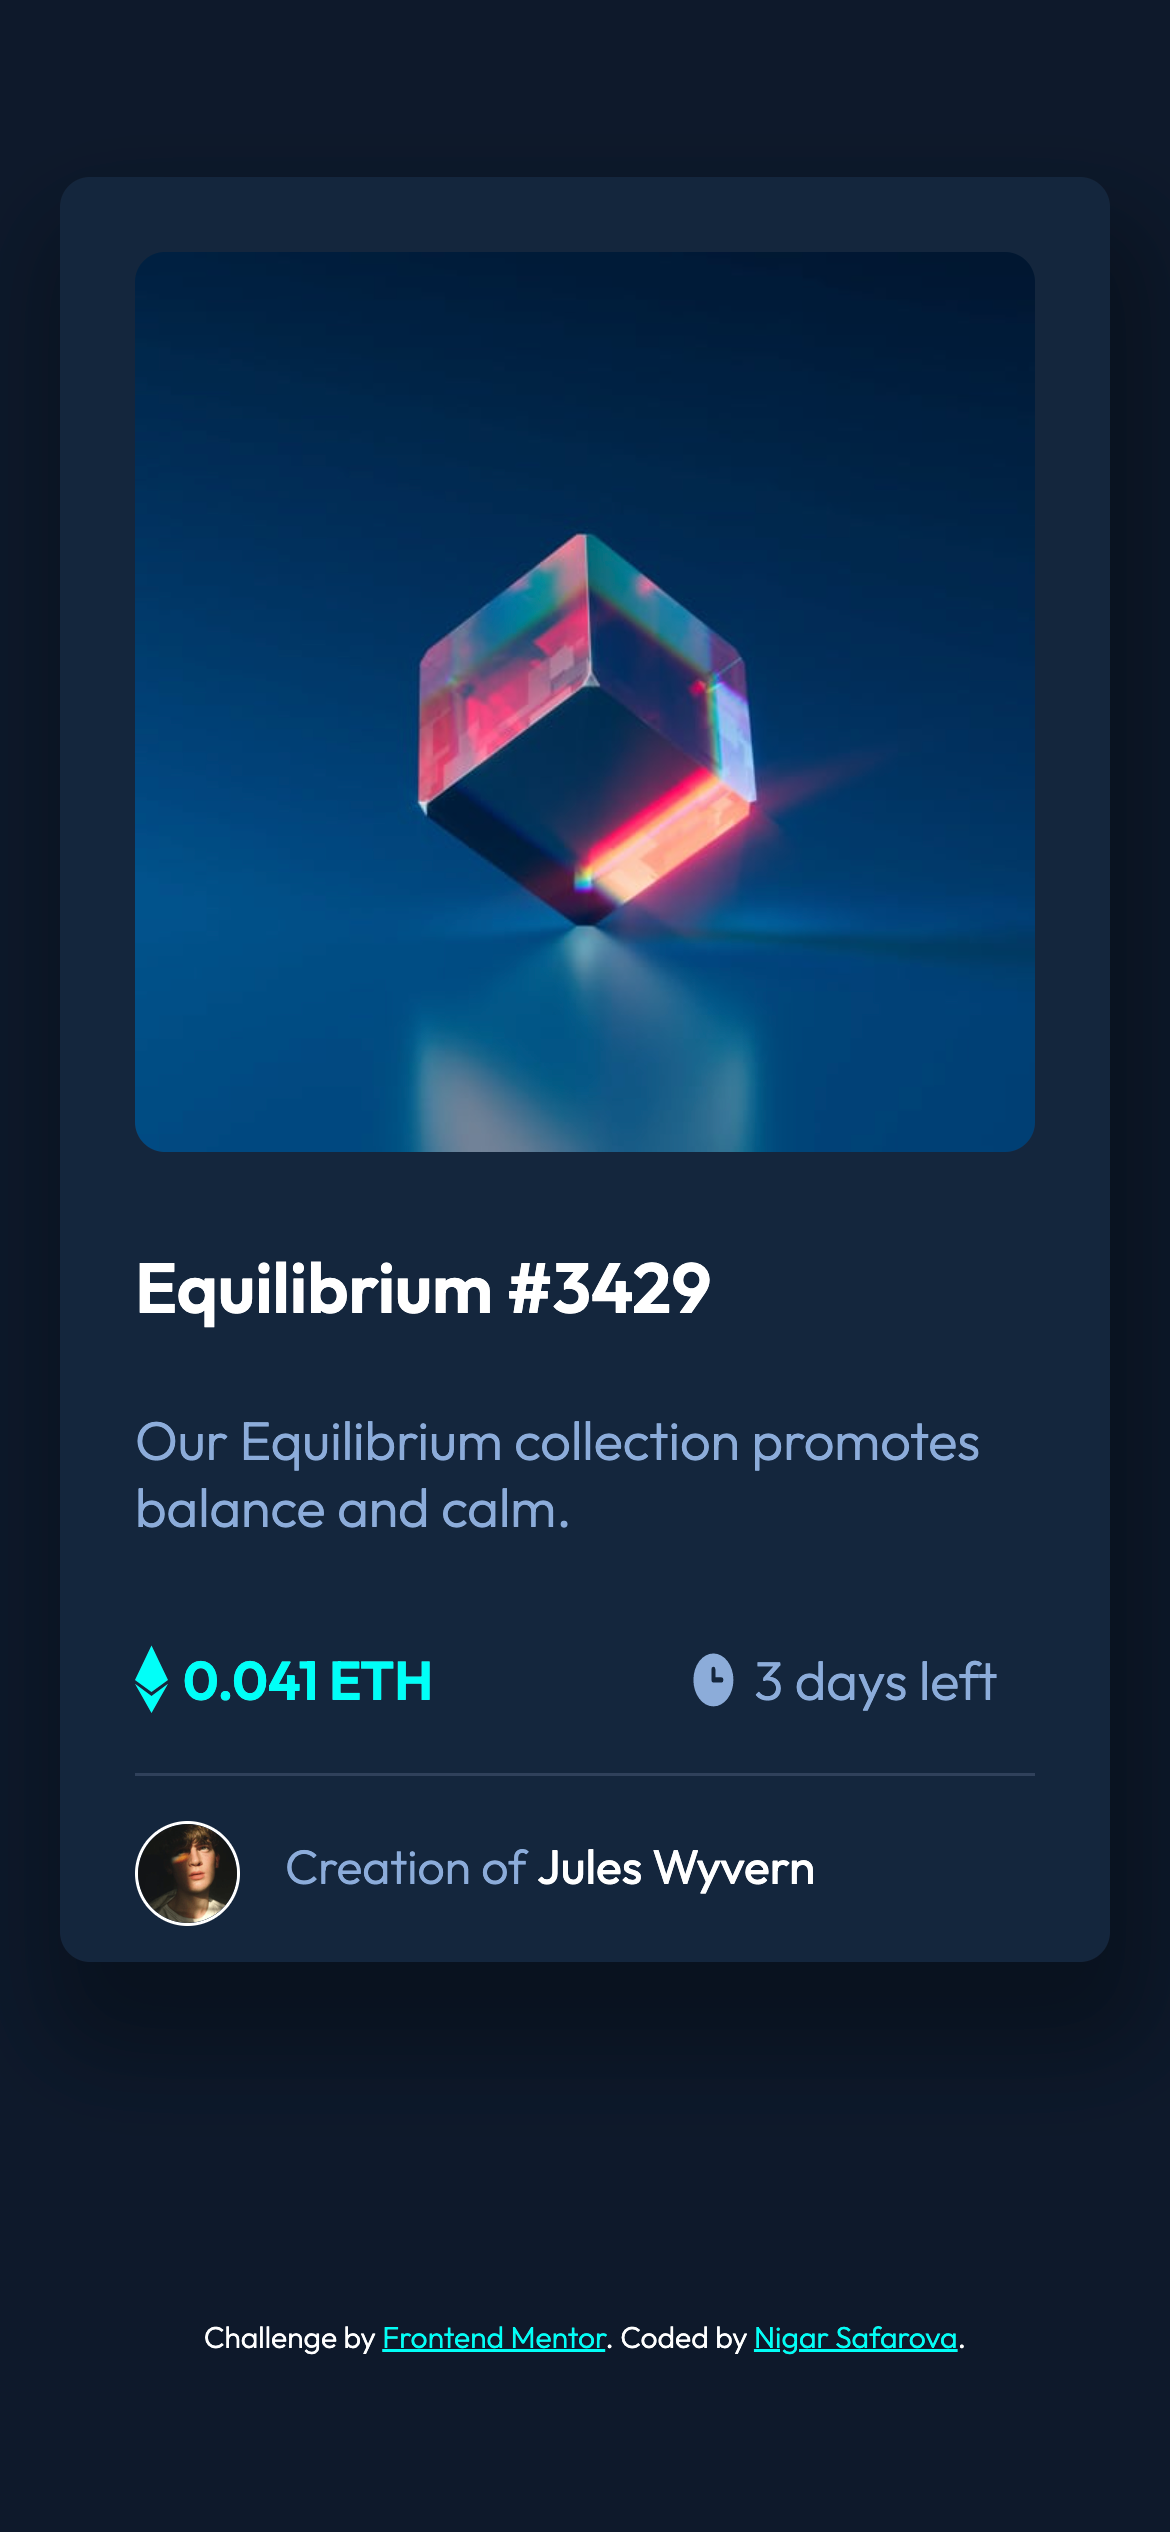 Equilibrium #3429
Our Equilibrium collection promotes
balance and calm.
0.041 ETH
3 days left
Creation of Jules Wyvern
Challenge by Frontend Mentor. Coded by Nigar Safarova.